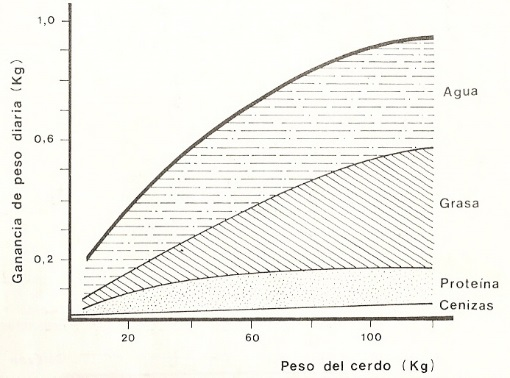 Ganancia de peso diaria (Kg)
1,0
0,6
0,2
Agua
Grasa
Proteína
Cenizas
20
60
100
Peso del cerdo (Kg)